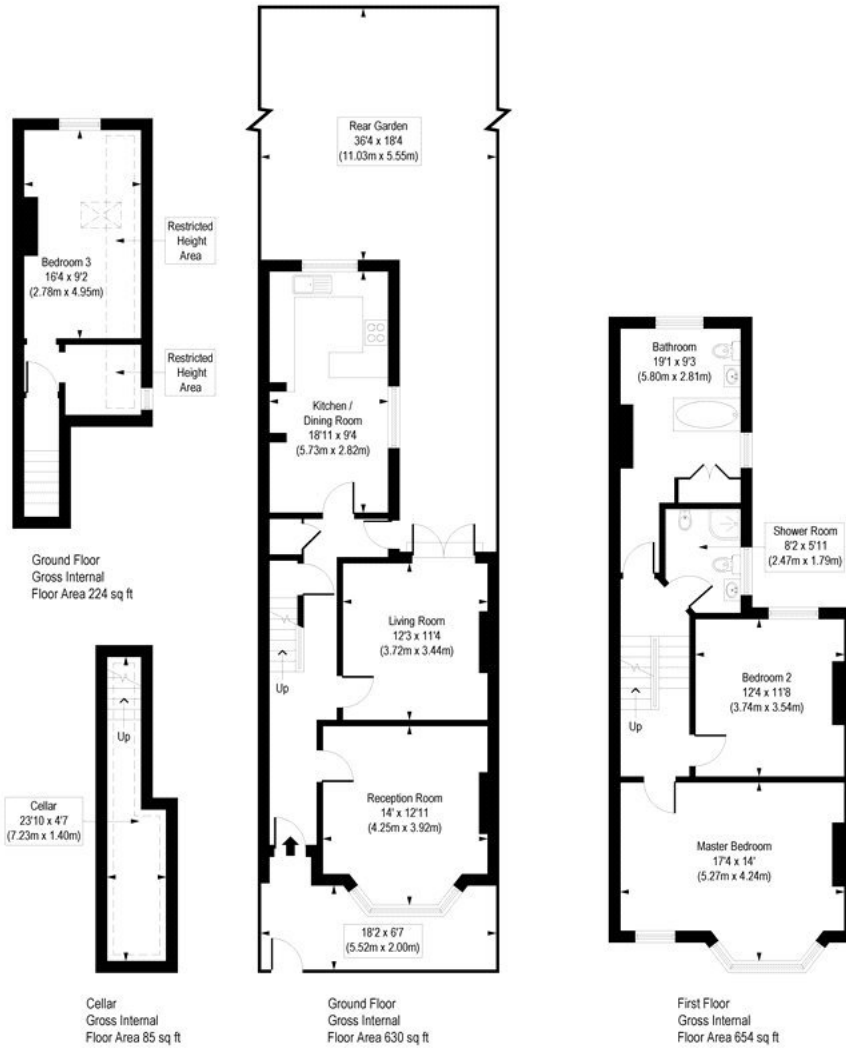 Rear Garden
36'4 x 18'4
(11.03m x 5.55m)
Restricted
Height
Area
Bedroom 3
16'4 x 9'2
(2.78m x 4.95m)
Restricted
Height
Area
Ground Floor
Gross Internal
Floor Area 224 sq ft
Kitchen /
Dining Room
18'11 x 9'4
(5.73m x 2.82m)
Bathroom
19'1 x 9'3
(5.80m x 2.81m)
Shower Room
8'2 x 5'11
(2.47m x 1.79m)
Living Room
12'3 x 11'4
(3.72m x 3.44m)
Up
Bedroom 2
12'4 x 11'8
(3.74m x 3.54m)
Up
Up
Cellar
23'10 x 4'7
(7.23m x 1.40m)
Reception Room
14' x 12'11
(4.25m x 3.92m)
Master Bedroom
17'4 x 14'
(5.27m x 4.24m)
18'2 x 6'7
(5.52m x 2.00m)
Cellar
Gross Internal
Floor Area 85 sq ft
Ground Floor
Gross Internal
Floor Area 630 sq ft
First Floor
Gross Internal
Floor Area 654 sq ft